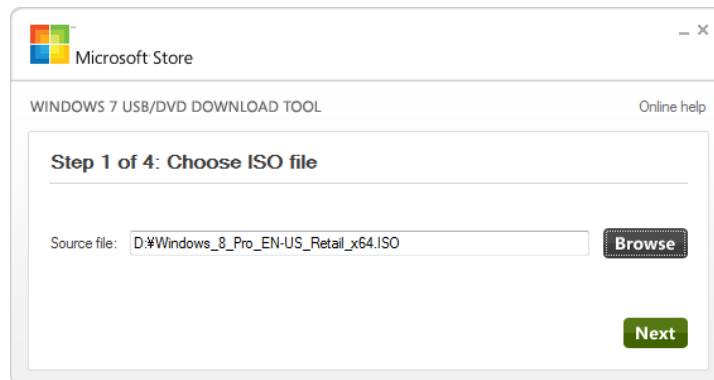 Microsoft Store
WINDOWS 7 USB/DVD DOWNLOAD TOOL Online help
Step 1 of 4: Choose ISO file
Source file: D:¥Windows_8_Pro_EN-US_Retail_x64.ISO Browse
Next